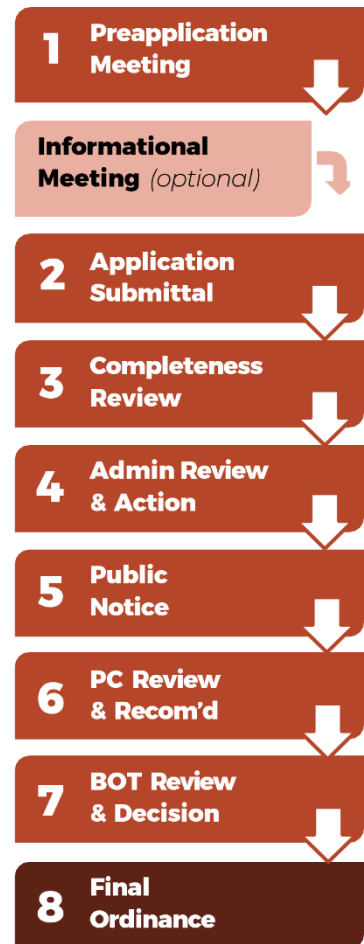 1 Preapplication
Meeting
Informational
Meeting (optional)
2 Application
Submittal
3 Completeness
Review
4 Admin Review
& Action
5 Public
Notice
6 PC Review
& Recom’d
7 BOT Review
& Decision
8 Final
Ordinance